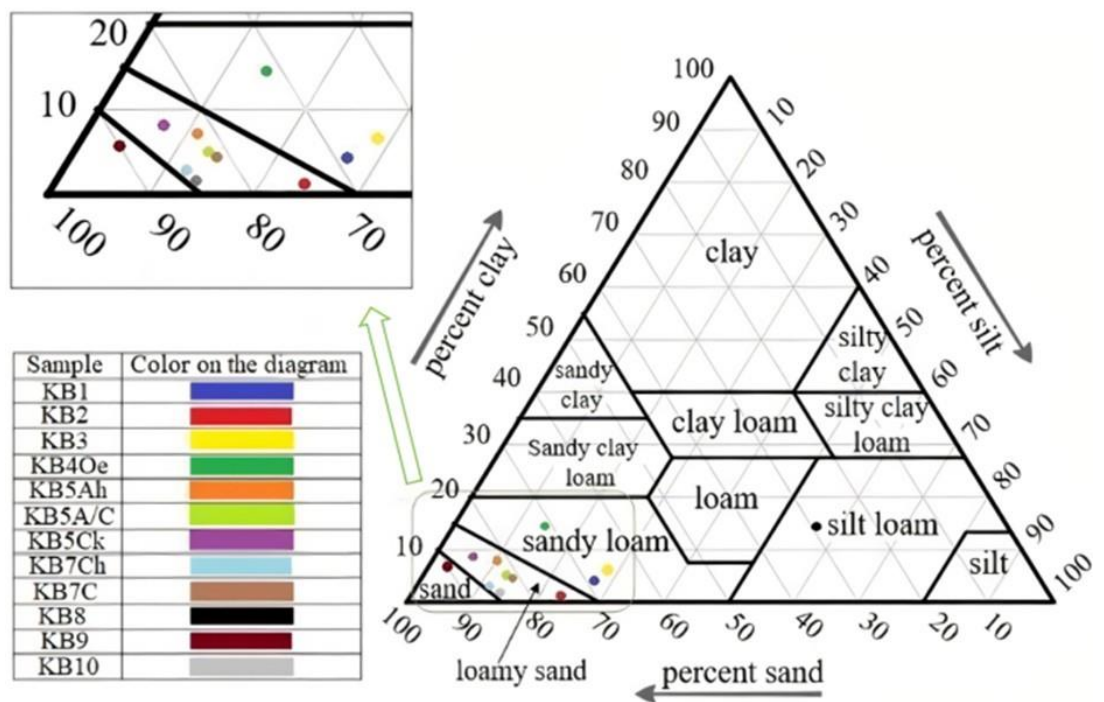 20
10
100
90
80
70
Sample Color on the diagram
KB1
KB2
KB3
KB4Oe
KB5Ah
KB5A/C
KB5Ck
KB7Ch
KB7C
KB8
KB9
KB10
percent clay
percent silt
percent sand
100
90
80
70
60
50
40
30
20
10
10
20
30
40
50
60
70
80
90
100
clay
silty
clay
sandy
clay
clay loam
silty clay
loam
Sandy clay
loam
loam
silt loam
sandy loam
silt
sand
loamy sand
100
90
80
70
60
50
40
30
20
10